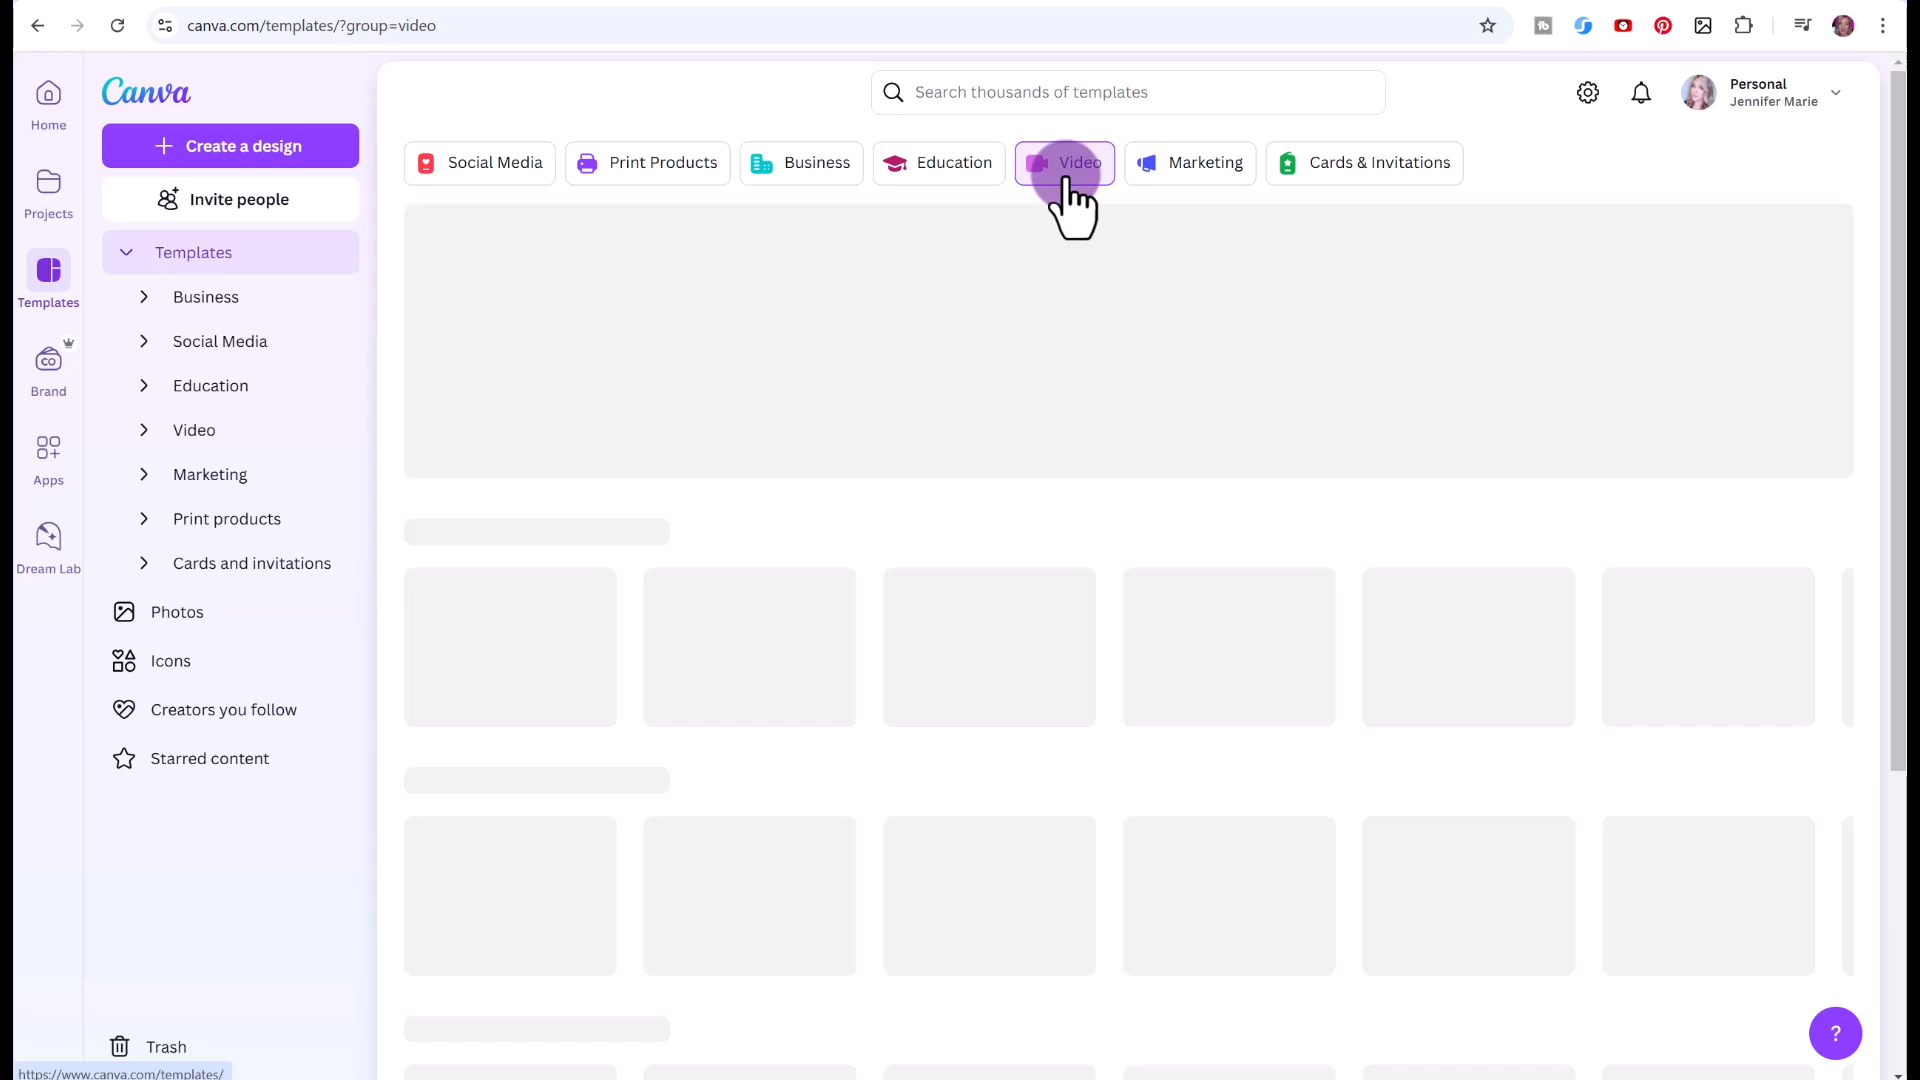 canva.com/templates/?group=video
Canva
Search thousands of templates
Personal
Jennifer Marie
Home
Create a design
Social Media
Print Products
Business
Education
Video
Marketing
Cards & Invitations
Invite people
Projects
Templates
Templates
Business
Social Media
CO
Brand
Education
Video
Apps
Marketing
Print products
Dream Lab
Cards and invitations
Photos
Icons
Creators you follow
Starred content
?
Trash
https://www.canva.com/templates/